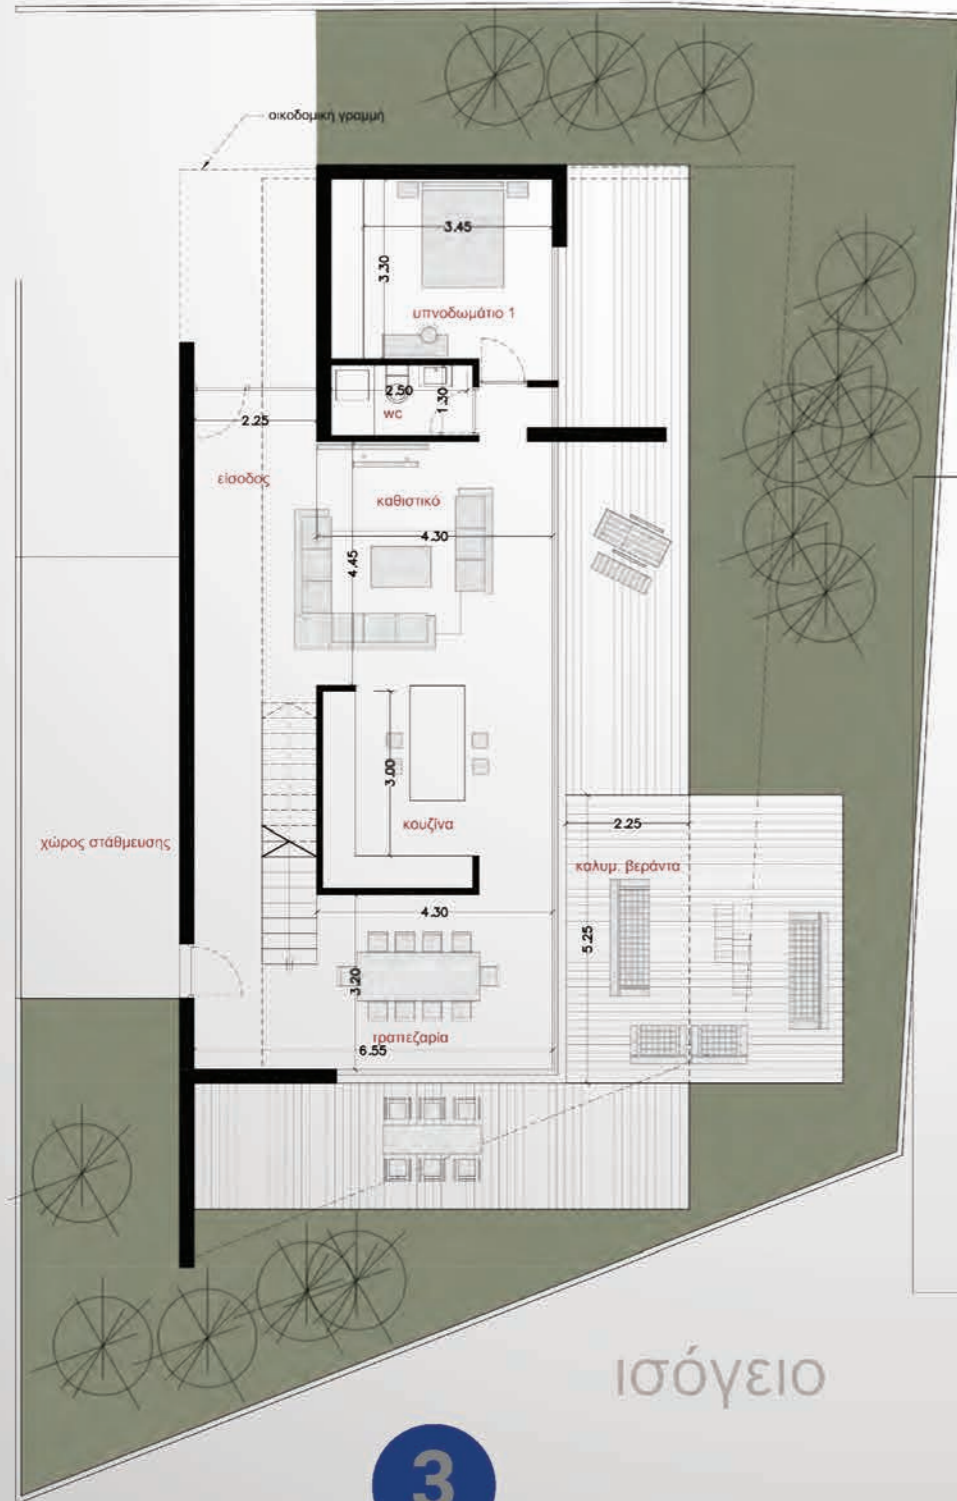 οικοδομική γραμμή
3.45
3.30
υπνοδωμάτιο 1
2.50
1.30
wc
2.25
είσοδος
καθιστικό
4.30
4.45
3.00
κουζίνα
χώρος στάθμευσης
2.25
καλυμ. βεράντα
4.30
5.25
3.20
τραπεζαρία
6.55
ισόγειο
3